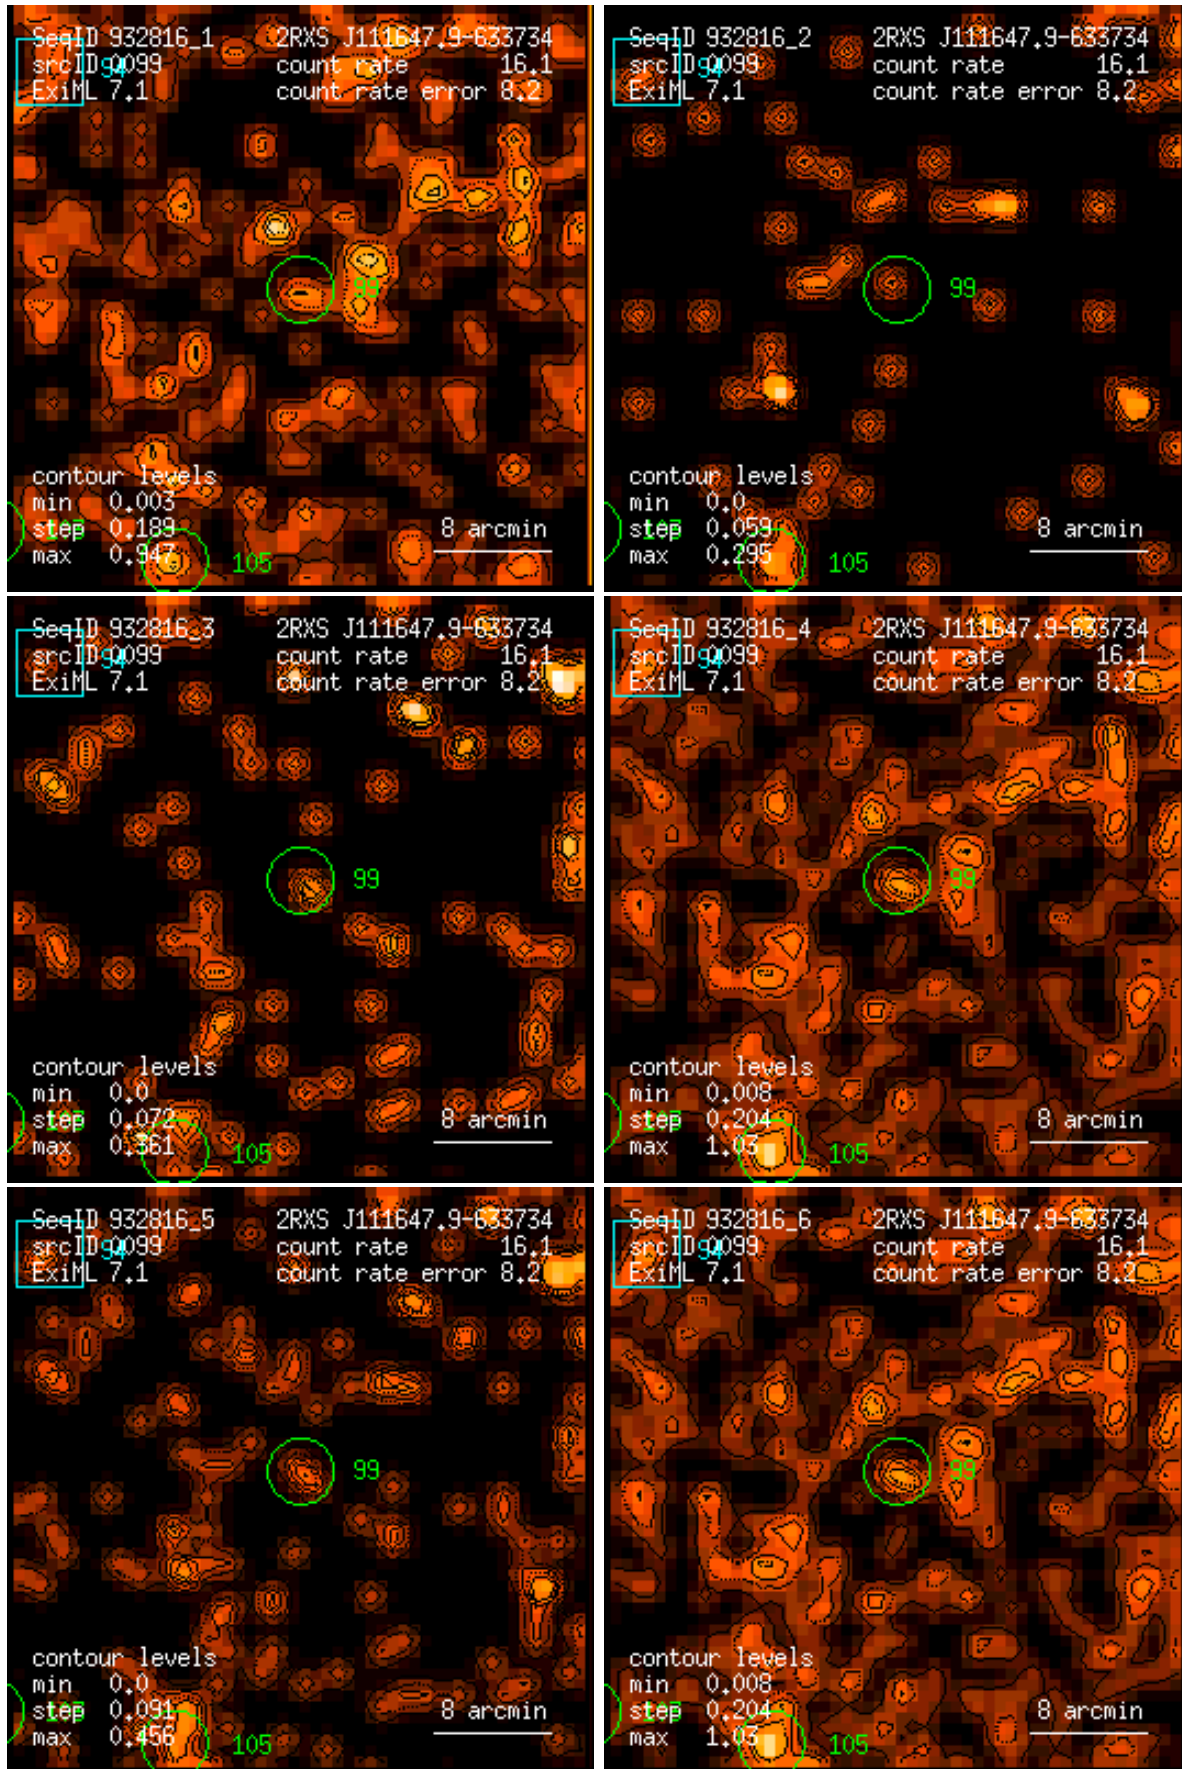 SeqID 932816_1 2RXS J111647.9-633734
srcID 0099 94 count rate 16.1
ExiML 7.1 count rate error 8.2
99
contour levels
min 0.003
step 0.189 8 arcmin
max 0.947 105
SeqID 932816_2 2RXS J111647.9-633734
srcID 0099 94 count rate 16.1
ExiML 7.1 count rate error 8.2
99
contour levels
min 0.0
step 0.059 8 arcmin
max 0.295 105
SeqID 932816_3 2RXS J111647.9-633734
srcID 0099 94 count rate 16.1
ExiML 7.1 count rate error 8.2
99
contour levels
min 0.0
step 0.072 8 arcmin
max 0.361 105
SeqID 932816_4 2RXS J111647.9-633734
srcID 0099 94 count rate 16.1
ExiML 7.1 count rate error 8.2
99
contour levels
min 0.008
step 0.204 8 arcmin
max 1.03 105
SeqID 932816_5 2RXS J111647.9-633734
srcID 0099 94 count rate 16.1
ExiML 7.1 count rate error 8.2
99
contour levels
min 0.0
step 0.091 8 arcmin
max 0.456 105
SeqID 932816_6 2RXS J111647.9-633734
srcID 0099 94 count rate 16.1
ExiML 7.1 count rate error 8.2
99
contour levels
min 0.008
step 0.204 8 arcmin
max 1.03 105